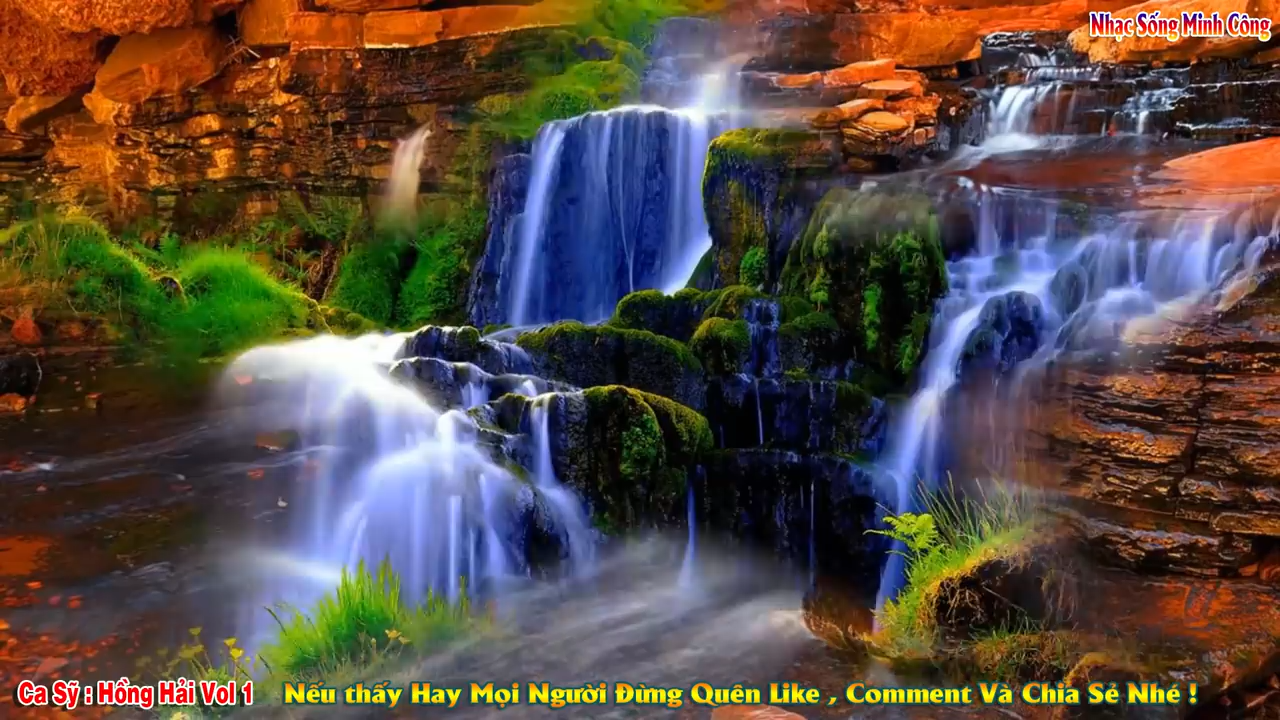 Nhạc Sống Minh Công
Ca Sỹ : Hồng Hải Vol 1
Nếu thấy Hay Mọi Người Đừng Quên Like , Comment Và Chia Sẻ Nhé !